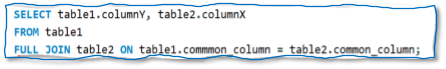 SELECT table1.columnY, table2.columnX
FROM table1
FULL JOIN table2 ON table1.commmon_column = table2.common_column;